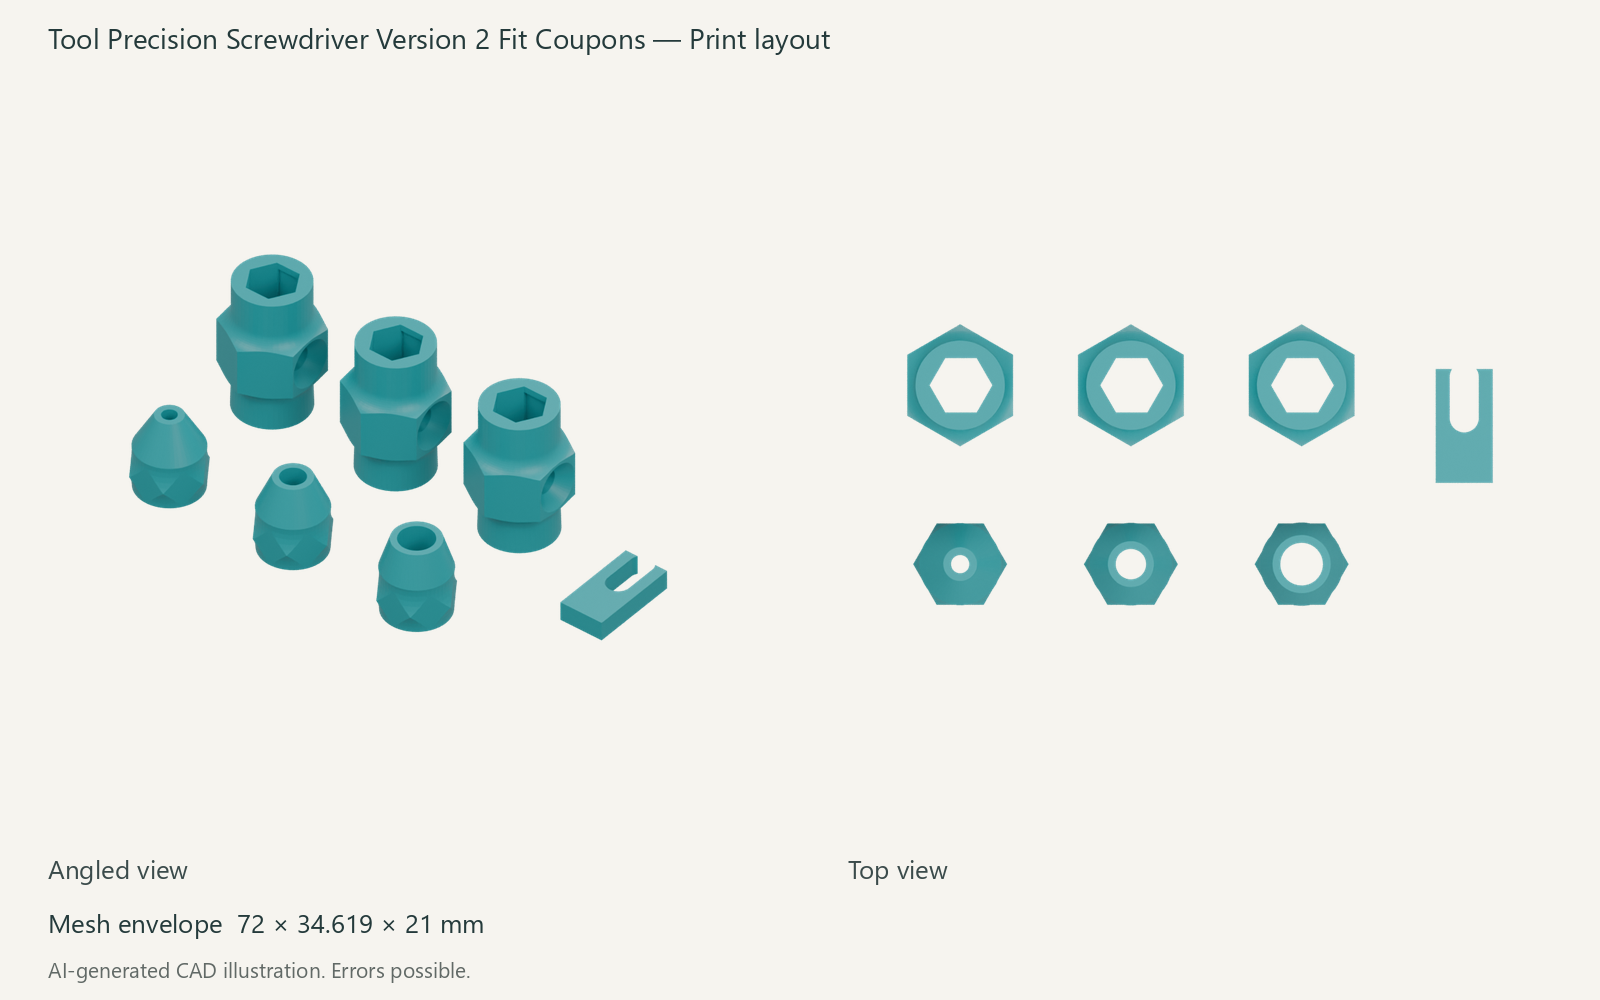 Tool Precision Screwdriver Version 2 Fit Coupons — Print layout
Angled view
Top view
Mesh envelope  72 × 34.619 × 21 mm
AI-generated CAD illustration. Errors possible.